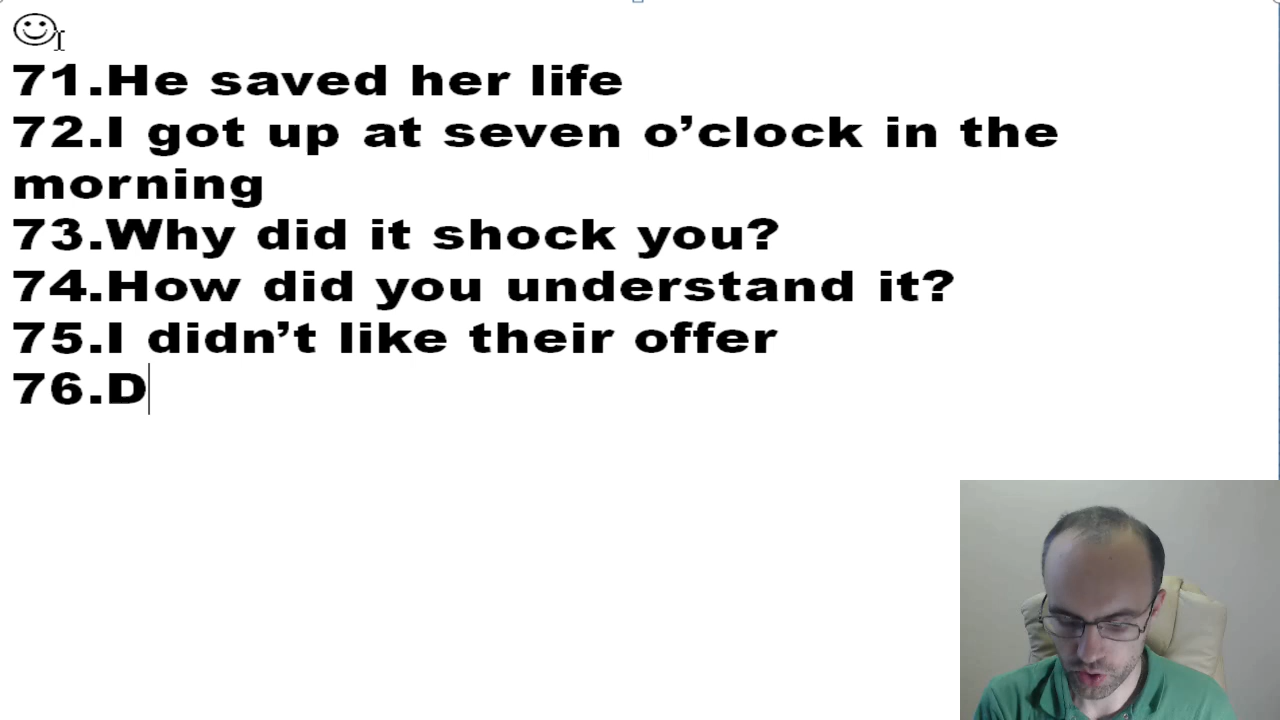 71.He saved her life
72.I got up at seven o’clock in the
morning
73.Why did it shock you?
74.How did you understand it?
75.I didn’t like their offer
76.D